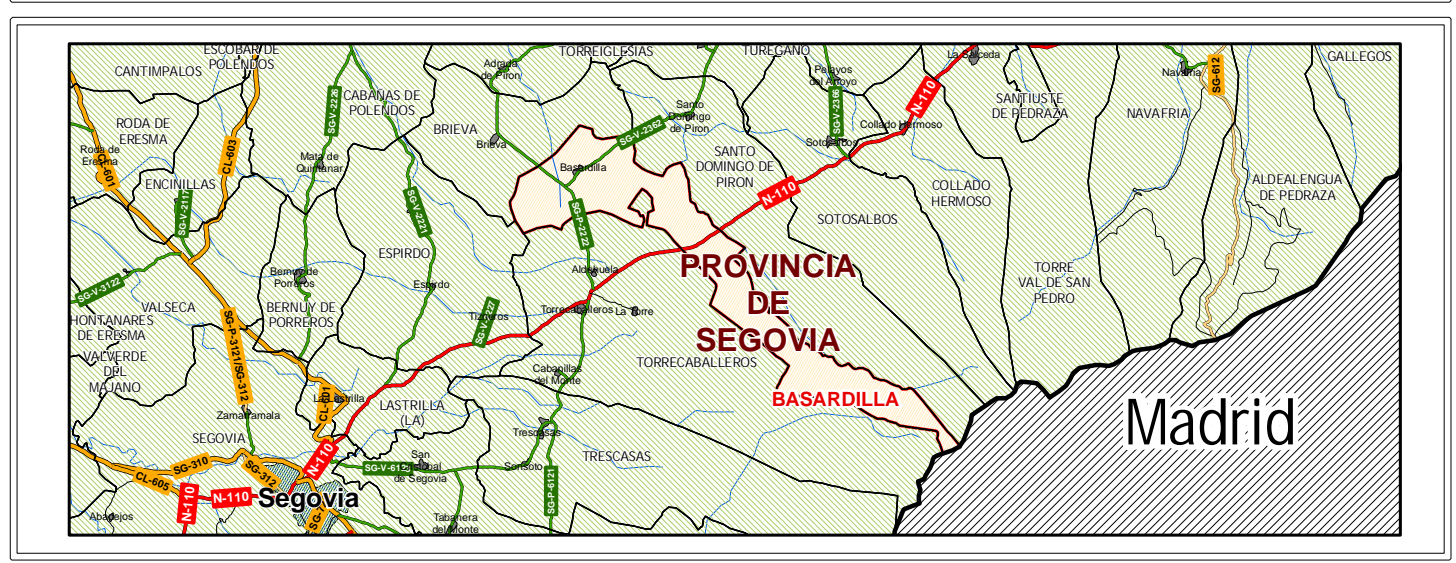 ESCOBAR DE
POLENDOS
CANTIMPALOS
TORREIGLESIAS
TUREGANO
La Salceda
GALLEGOS
Adrada
de Piron
Pelayos
del Arroyo
Navafria
SG-612
SG-V-2226
CABAÑAS DE
POLENDOS
SG-V-2366
N-110
SANTIUSTE
DE PEDRAZA
NAVAFRIA
RODA DE
ERESMA
BRIEVA
Santo
Domingo
de Piron
SG-V-2362
Collado Hermoso
Roda de
Eresma
CL-601
CL-603
Mata de
Quintanar
Brieva
Sotosalbos
Basardilla
SANTO
DOMINGO DE
PIRON
ENCINILLAS
SG-V-2117
SG-V-2221
SG-P-2222
N-110
COLLADO
HERMOSO
ALDEALENGUA
DE PEDRAZA
SOTOSALBOS
ESPIRDO
Bernuy de
Porreros
Espirdo
Aldehuela
PROVINCIA
DE
SEGOVIA
TORRE
VAL DE SAN
PEDRO
SG-V-3122
VALSECA
BERNUY DE
PORREROS
HONTANARES
DE ERESMA
SG-P-3121/SG-312
Tizneros
SG-V-2227
Torrecaballeros
La Torre
VALVERDE
DEL
MAJANO
TORRECABALLEROS
Cabanillas
del Monte
BASARDILLA
La Lastrilla
CL-601
LASTRILLA
(LA)
Zamarramala
Madrid
SEGOVIA
Trescasas
TRESCASAS
N-110
SG-310
SG-312
CL-605
San
Cristobal
de Segovia
Sonsoto
SG-P-6121
N-110
N-110
Segovia
Abadejos
Tabanera
del Monte